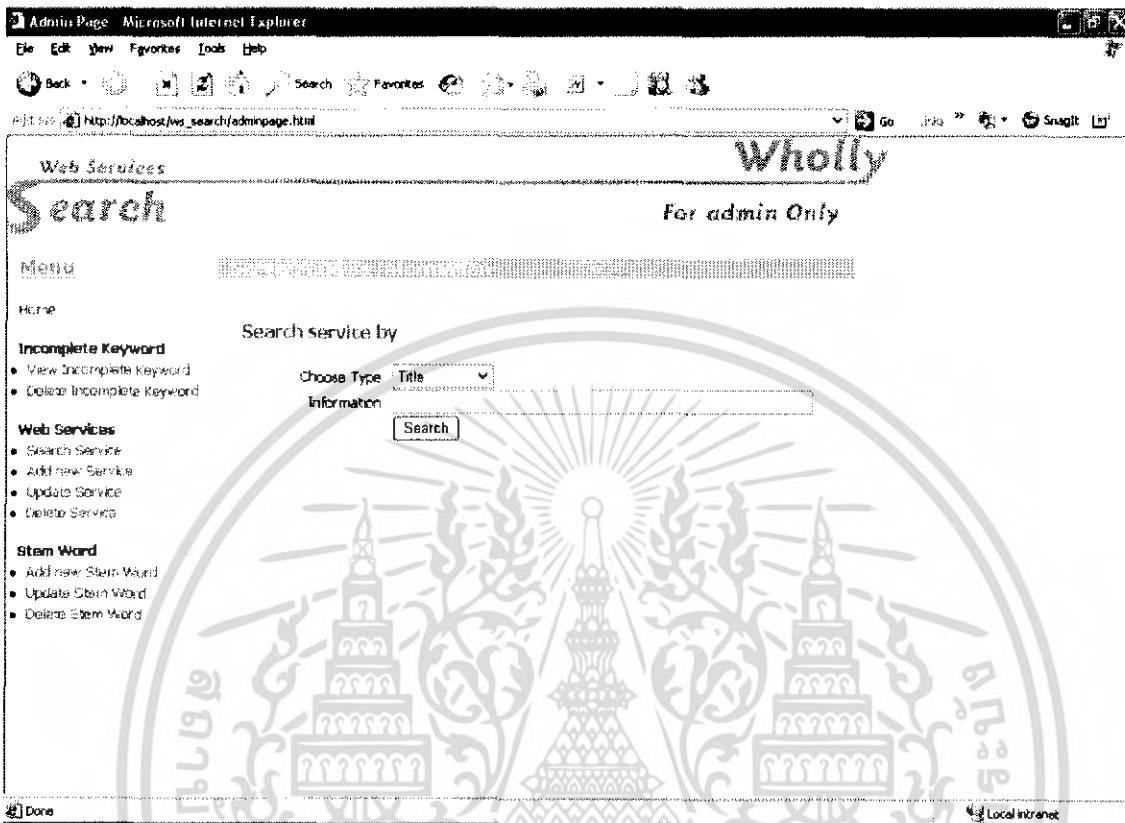 Admin Page Microsoft Internet Explorer
File Edit View Favorites Tools Help
Back Search Favorites
http://localhost/ws_search/adminpage.html Go SnagIt
Web Services Wholly
Search For admin Only
Menu
Home
Search service by
Incomplete Keyword
View Incomplete Keyword
Delete Incomplete Keyword
Choose Type Title
Information
Search
Web Services
Search Service
Add new Service
Update Service
Delete Service
Stem Word
Add new Stem Word
Update Stem Word
Delete Stem Word
Done Local intranet